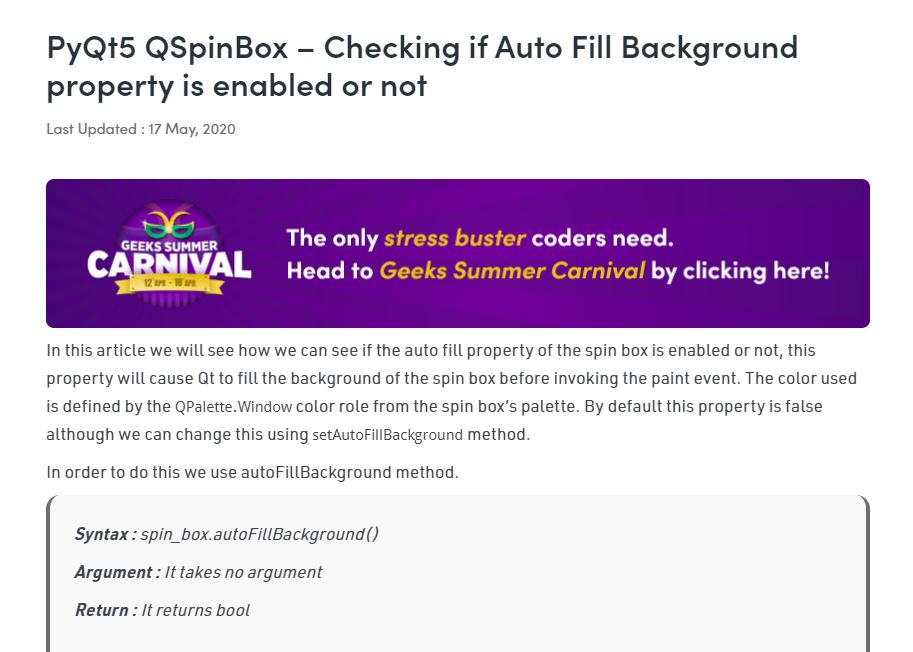 PyQt5 QSpinBox – Checking if Auto Fill Background
property is enabled or not
Last Updated : 17 May, 2020
GEEKS SUMMER
CARNIVAL
12 APR - 16 APR
The only stress buster coders need.
Head to Geeks Summer Carnival by clicking here!
In this article we will see how we can see if the auto fill property of the spin box is enabled or not, this
property will cause Qt to fill the background of the spin box before invoking the paint event. The color used
is defined by the QPalette.Window color role from the spin box’s palette. By default this property is false
although we can change this using setAutoFillBackground method.
In order to do this we use autoFillBackground method.
Syntax : spin_box.autoFillBackground()
Argument : It takes no argument
Return : It returns bool